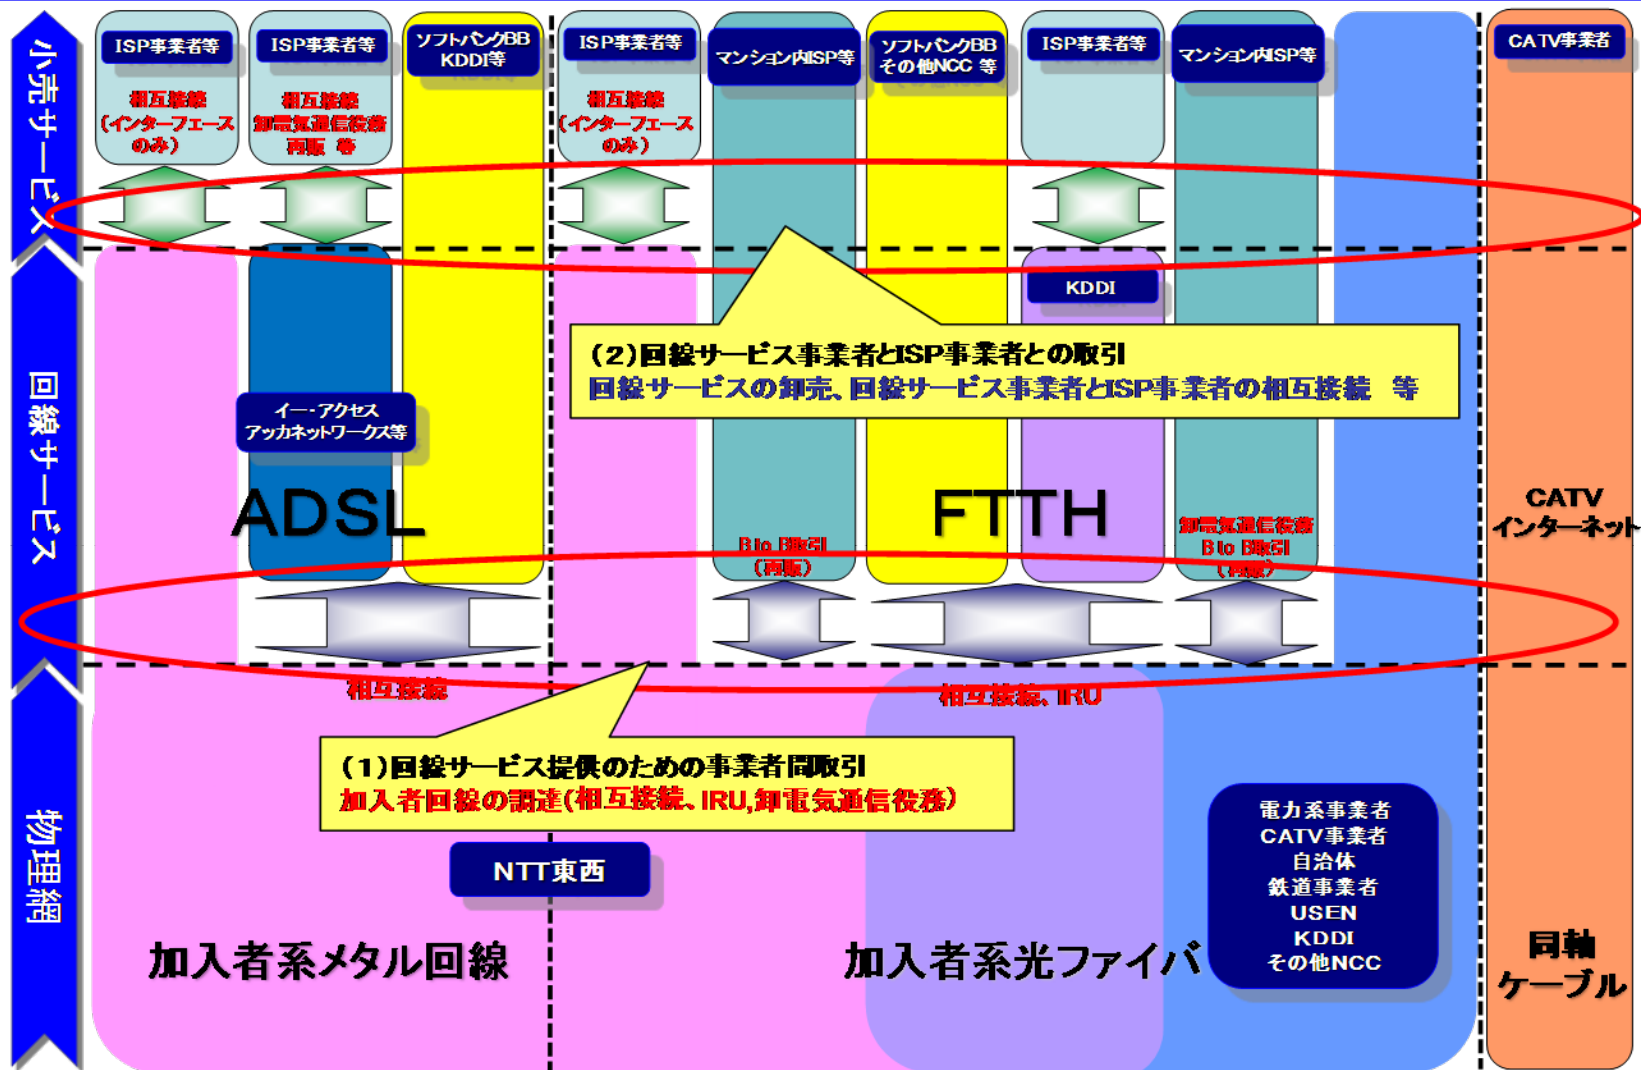 小売サービス
ISP事業者等
相互接続
(インターフェース
のみ)
ISP事業者等
相互接続
卸電気通信役務
再販 等
ソフトバンクBB
KDDI等
ISP事業者等
相互接続
(インターフェース
のみ)
マンション内ISP等
ソフトバンクBB
その他NCC 等
ISP事業者等
マンション内ISP等
CATV事業者
回線サービス
イー・アクセス
アッカネットワークス等
ADSL
KDDI
(2)回線サービス事業者とISP事業者との取引
回線サービスの卸売、回線サービス事業者とISP事業者の相互接続 等
FTTH
B to B取引
(再販)
卸電気通信役務
B to B取引
(再販)
CATV
インターネット
相互接続
相互接続、IRU
(1)回線サービス提供のための事業者間取引
加入者回線の調達(相互接続、IRU,卸電気通信役務)
物理網
NTT東西
加入者系メタル回線
加入者系光ファイバ
電力系事業者
CATV事業者
自治体
鉄道事業者
USEN
KDDI
その他NCC
同軸
ケーブル